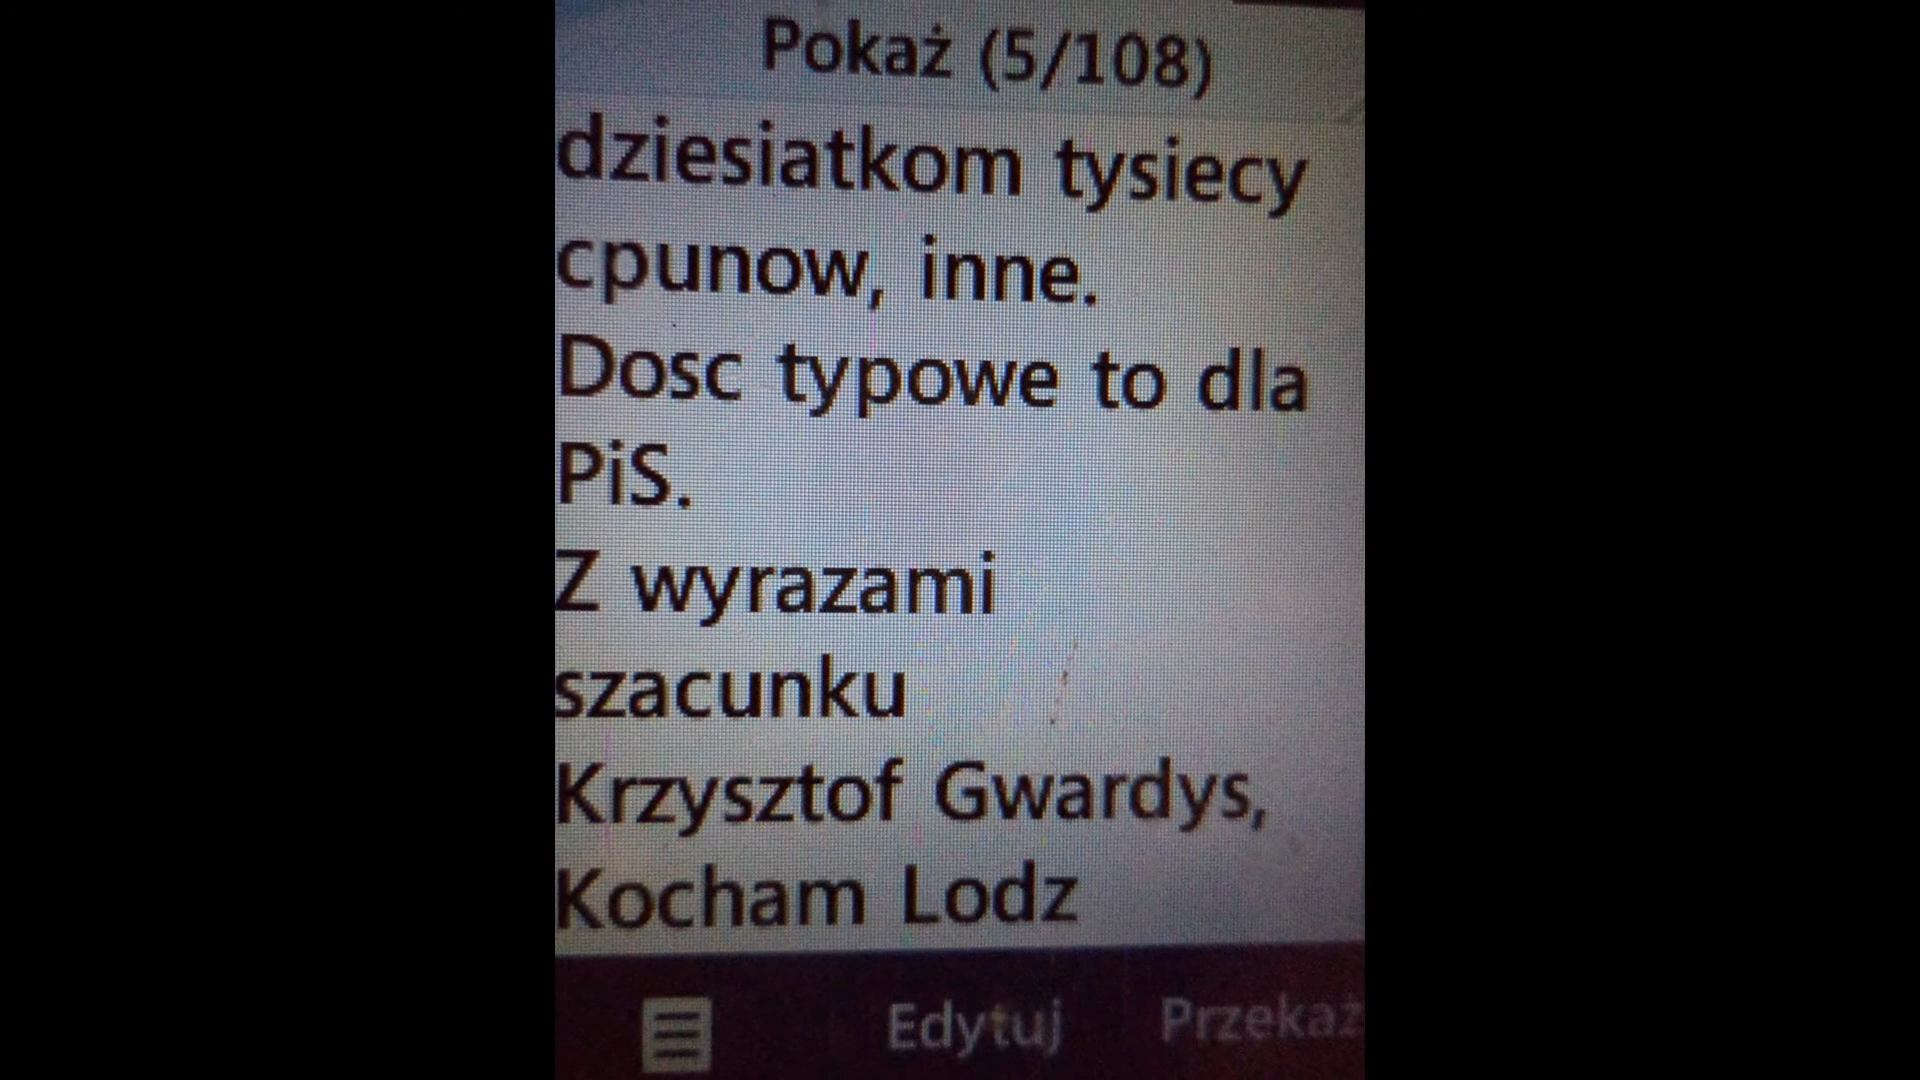 Pokaż (5/108)
dziesiatkom tysiecy
cpunow, inne.
Dosc typowe to dla
PiS.
Z wyrazami
szacunku
Krzysztof Gwardys,
Kocham Lodz
Edytuj Przekaż